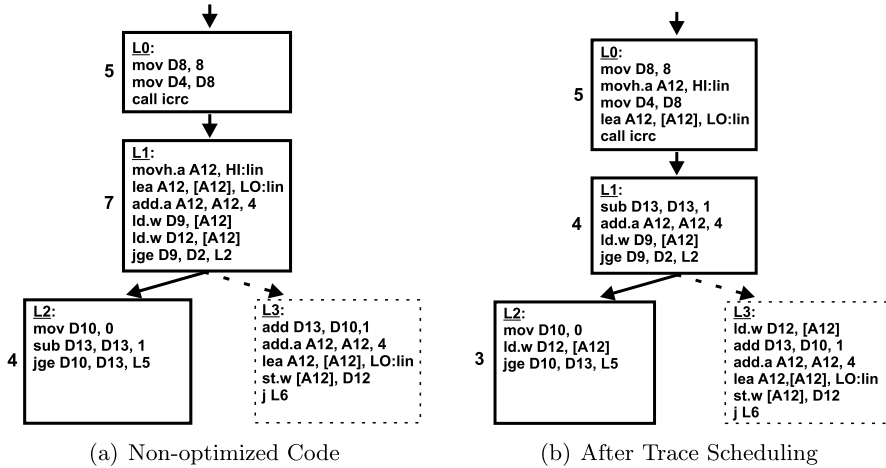 L0:
mov D8, 8
mov D4, D8
call icrc
5
L1:
movh.a A12, HI:lin
lea A12, [A12], LO:lin
add.a A12, A12, 4
ld.w D9, [A12]
ld.w D12, [A12]
jge D9, D2, L2
7
L2:
mov D10, 0
sub D13, D13, 1
jge D10, D13, L5
4
L3:
add D13, D10,1
add.a A12, A12, 4
lea A12, [A12], LO:lin
st.w [A12], D12
j L6
(a) Non-optimized Code
L0:
mov D8, 8
movh.a A12, HI:lin
mov D4, D8
lea A12, [A12], LO:lin
call icrc
5
L1:
sub D13, D13, 1
add.a A12, A12, 4
ld.w D9, [A12]
jge D9, D2, L2
4
L2:
mov D10, 0
ld.w D12, [A12]
jge D10, D13, L5
3
L3:
ld.w D12, [A12]
add D13, D10, 1
add.a A12, A12, 4
lea A12,[A12], LO:lin
st.w [A12], D12
j L6
(b) After Trace Scheduling